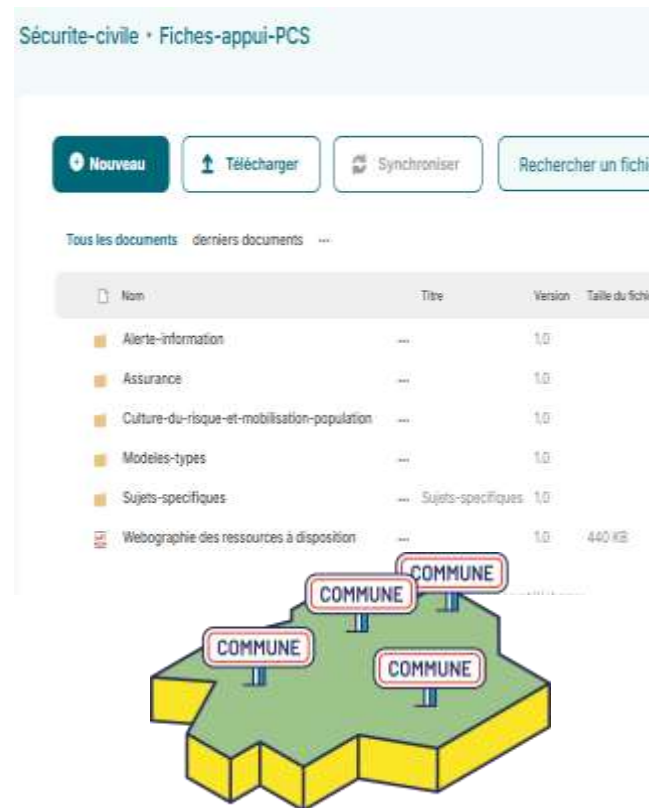 Sécurite-civile • Fiches-appui-PCS
Nouveau Télécharger Synchroniser Rechercher un fichi
Tous les documents derniers documents ...
Nom Titre Version Taille du fichi
Alerte-information ... 1.0
Assurance ... 1.0
Culture-du-risque-et-mobilisation-population ... 1.0
Modeles-types ... 1.0
Sujets-specifiques ... Sujets-specifiques 1.0
Webographie des ressources à disposition ... 1.0 440 KB
COMMUNE
COMMUNE
COMMUNE
COMMUNE